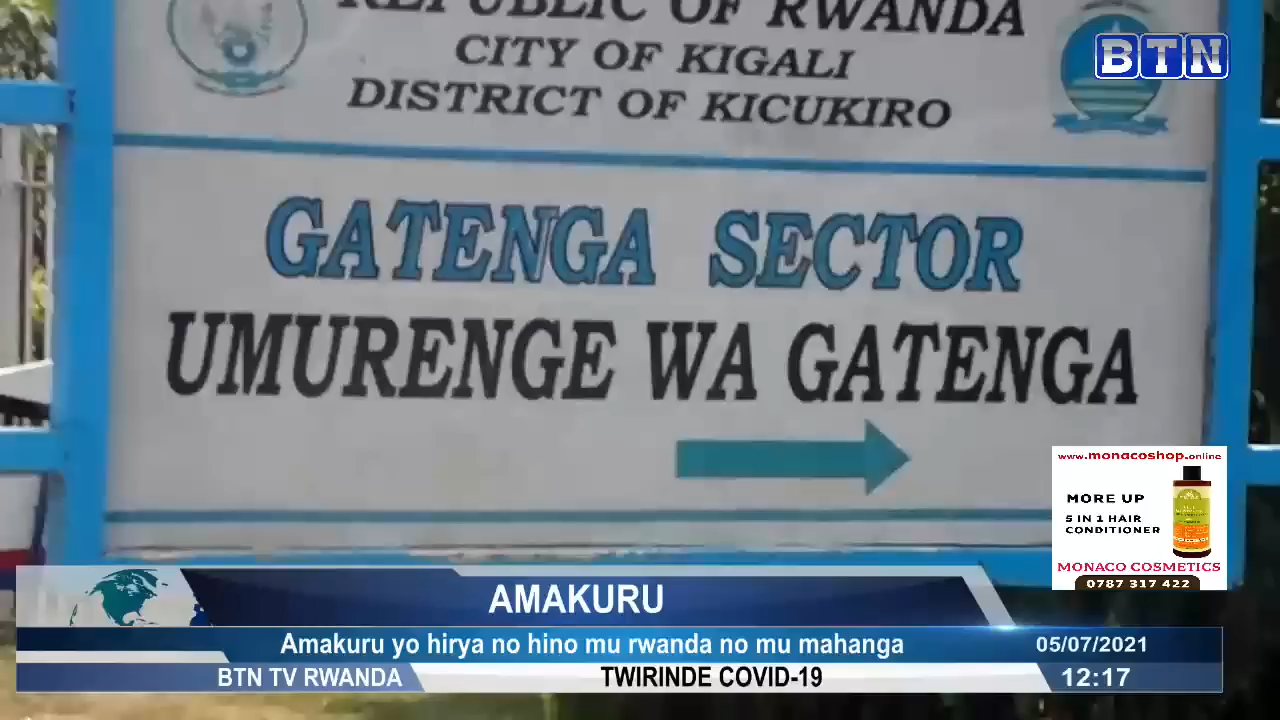 REPUBLIC OF RWANDA
CITY OF KIGALI
DISTRICT OF KICUKIRO
BTN
GATENGA SECTOR
UMURENGE WA GATENGA
www.monacoshop.online
MORE UP
5 IN 1 HAIR
CONDITIONER
MONACO COSMETICS
0787 317 422
AMAKURU
Amakuru yo hirya no hino mu rwanda no mu mahanga
05/07/2021
BTN TV RWANDA
TWIRINDE COVID-19
12:17